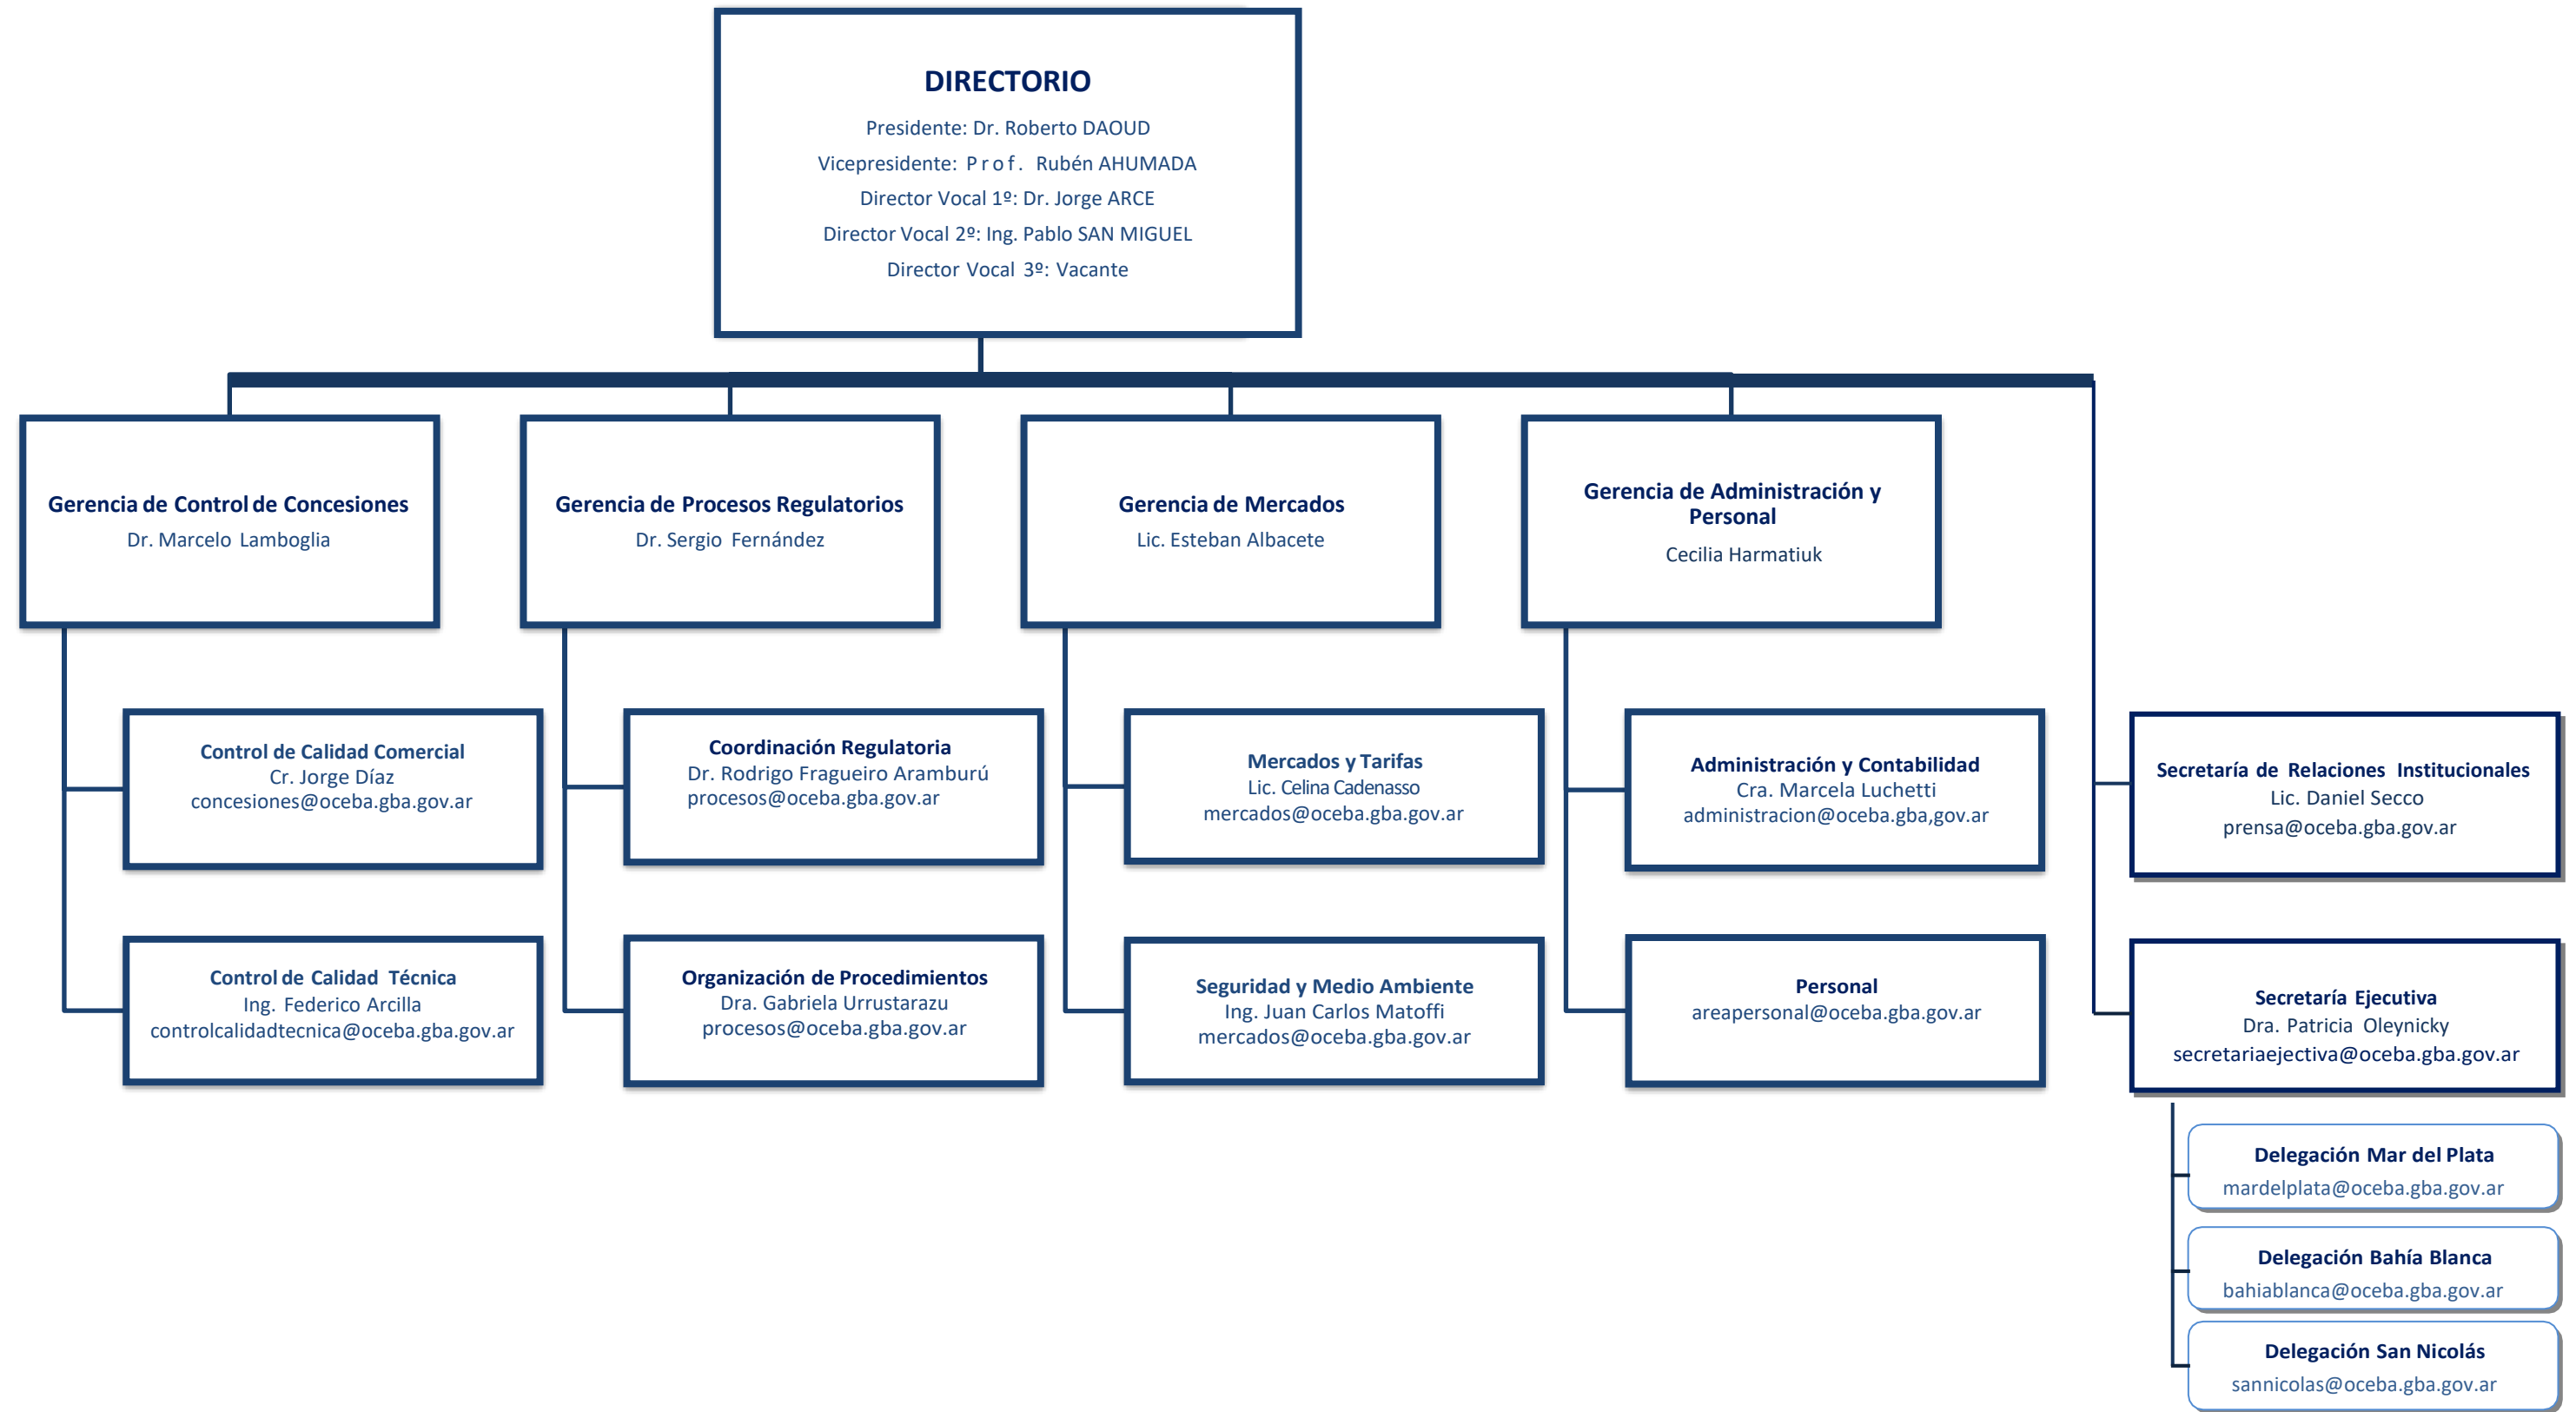 DIRECTORIO
Presidente: Dr. Roberto DAOUD
Vicepresidente: Prof. Rubén AHUMADA
Director Vocal 1º: Dr. Jorge ARCE
Director Vocal 2º: Ing. Pablo SAN MIGUEL
Director Vocal 3º: Vacante
Gerencia de Control de Concesiones
Dr. Marcelo Lamboglia
Gerencia de Procesos Regulatorios
Dr. Sergio Fernández
Gerencia de Mercados
Lic. Esteban Albacete
Gerencia de Administración y
Personal
Cecilia Harmatiuk
Control de Calidad Comercial
Cr. Jorge Díaz
concesiones@oceba.gba.gov.ar
Coordinación Regulatoria
Dr. Rodrigo Fragueiro Aramburú
procesos@oceba.gba.gov.ar
Mercados y Tarifas
Lic. Celina Cadenasso
mercados@oceba.gba.gov.ar
Administración y Contabilidad
Cra. Marcela Luchetti
administracion@oceba.gba,gov.ar
Secretaría de Relaciones Institucionales
Lic. Daniel Secco
prensa@oceba.gba.gov.ar
Control de Calidad Técnica
Ing. Federico Arcilla
controlcalidadtecnica@oceba.gba.gov.ar
Organización de Procedimientos
Dra. Gabriela Urrustarazu
procesos@oceba.gba.gov.ar
Seguridad y Medio Ambiente
Ing. Juan Carlos Matoffi
mercados@oceba.gba.gov.ar
Personal
areapersonal@oceba.gba.gov.ar
Secretaría Ejecutiva
Dra. Patricia Oleynicky
secretariaejectiva@oceba.gba.gov.ar
Delegación Mar del Plata
mardelplata@oceba.gba.gov.ar
Delegación Bahía Blanca
bahiablanca@oceba.gba.gov.ar
Delegación San Nicolás
sannicolas@oceba.gba.gov.ar